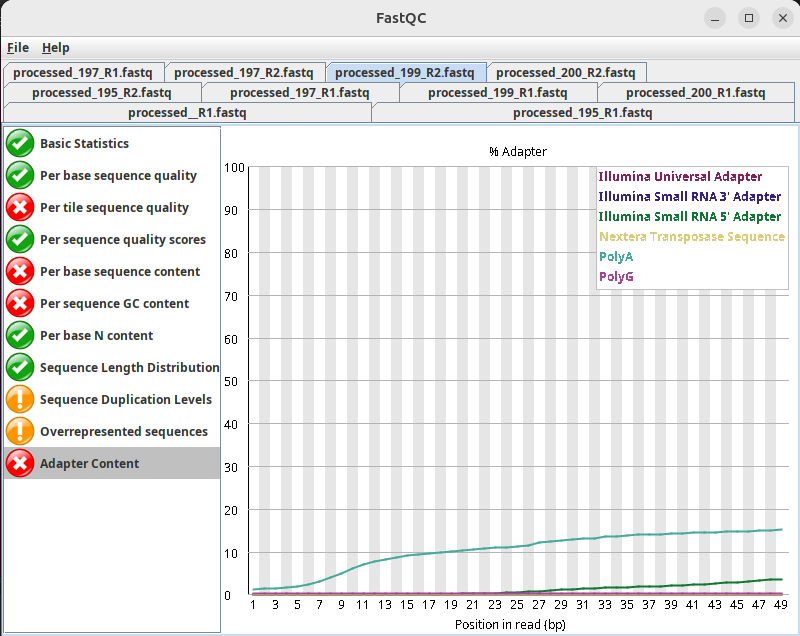 FastQC
File Help
processed_197_R1.fastq processed_197_R2.fastq processed_199_R2.fastq processed_200_R2.fastq
processed_195_R2.fastq processed_197_R1.fastq processed_199_R1.fastq processed_200_R1.fastq
processed__R1.fastq processed_195_R1.fastq
Basic Statistics
Per base sequence quality
Per tile sequence quality
Per sequence quality scores
Per base sequence content
Per sequence GC content
Per base N content
Sequence Length Distribution
Sequence Duplication Levels
Overrepresented sequences
Adapter Content
% Adapter
Illumina Universal Adapter
Illumina Small RNA 3' Adapter
Illumina Small RNA 5' Adapter
Nextera Transposase Sequence
PolyA
PolyG
100
90
80
70
60
50
40
30
20
10
0
1 3 5 7 9 11 13 15 17 19 21 23 25 27 29 31 33 35 37 39 41 43 45 47 49
Position in read (bp)